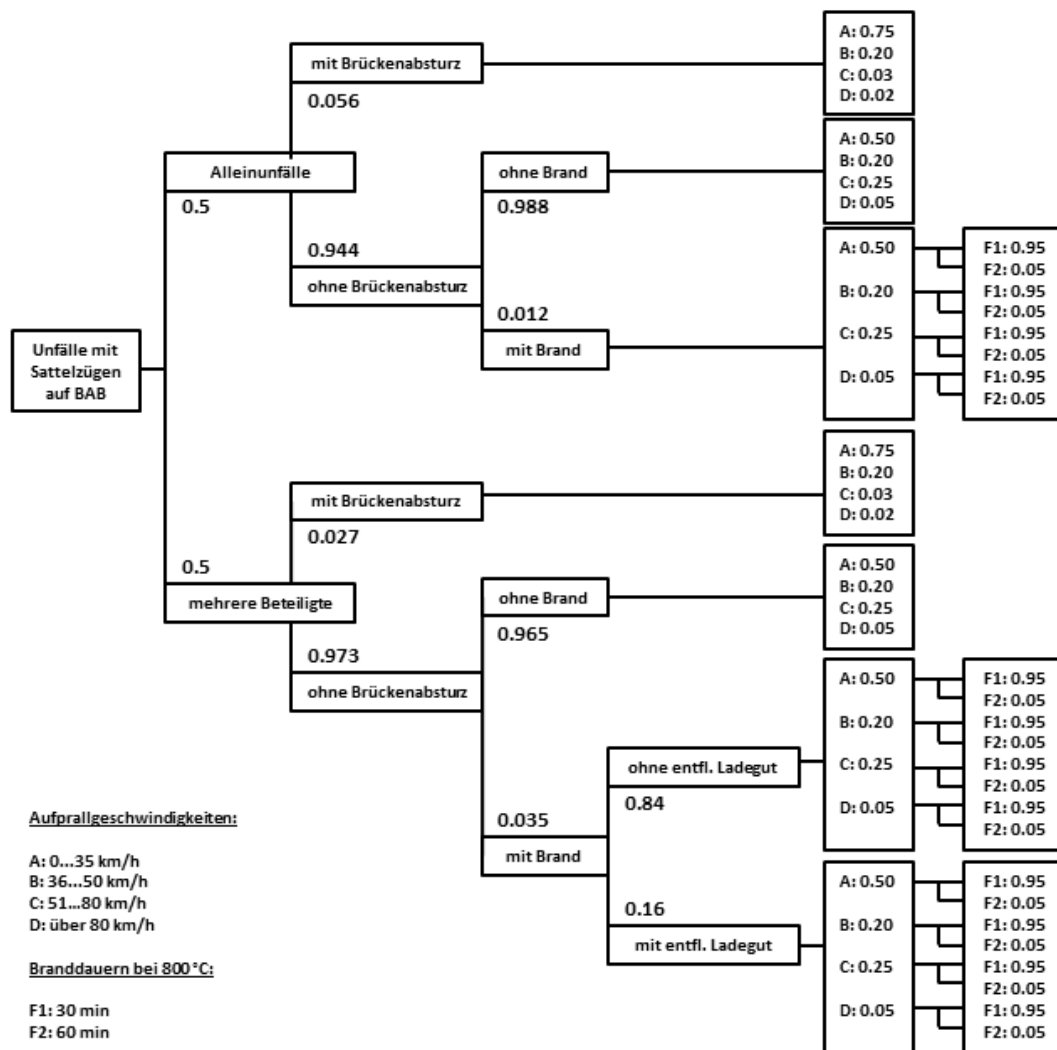 mit Brückenabsturz
0.056
A: 0.75
B: 0.20
C: 0.03
D: 0.02
Alleinunfälle
0.5
ohne Brand
0.988
A: 0.50
B: 0.20
C: 0.25
D: 0.05
0.944
ohne Brückenabsturz
0.012
mit Brand
A: 0.50
B: 0.20
C: 0.25
D: 0.05
F1: 0.95
F2: 0.05
F1: 0.95
F2: 0.05
F1: 0.95
F2: 0.05
F1: 0.95
F2: 0.05
Unfälle mit
Sattelzügen
auf BAB
mit Brückenabsturz
0.027
A: 0.75
B: 0.20
C: 0.03
D: 0.02
0.5
mehrere Beteiligte
ohne Brand
0.965
A: 0.50
B: 0.20
C: 0.25
D: 0.05
0.973
ohne Brückenabsturz
ohne entfl. Ladegut
0.84
A: 0.50
B: 0.20
C: 0.25
D: 0.05
F1: 0.95
F2: 0.05
F1: 0.95
F2: 0.05
F1: 0.95
F2: 0.05
F1: 0.95
F2: 0.05
0.035
mit Brand
0.16
mit entfl. Ladegut
A: 0.50
B: 0.20
C: 0.25
D: 0.05
F1: 0.95
F2: 0.05
F1: 0.95
F2: 0.05
F1: 0.95
F2: 0.05
F1: 0.95
F2: 0.05
Aufprallgeschwindigkeiten:
A: 0...35 km/h
B: 36...50 km/h
C: 51...80 km/h
D: über 80 km/h
Branddauern bei 800°C:
F1: 30 min
F2: 60 min